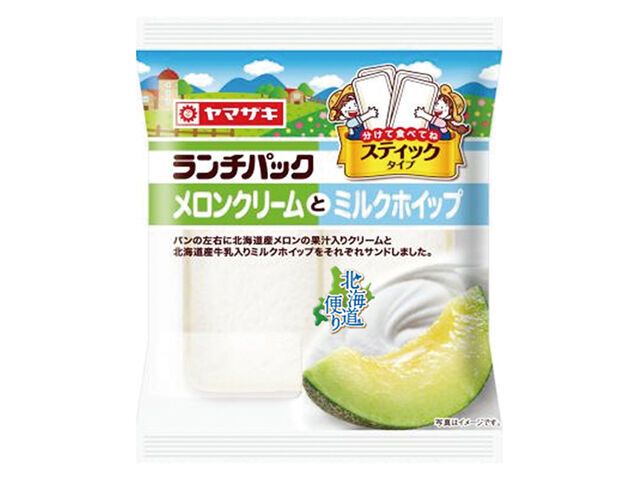 ヤマザキ
分けて食べてね
スティック
タイプ
ランチパック
メロンクリームとミルクホイップ
パンの左右に北海道産メロンの果汁入りクリームと
北海道産牛乳入りミルクホイップをそれぞれサンドしました。
北海道
便り
写真はイメージです。